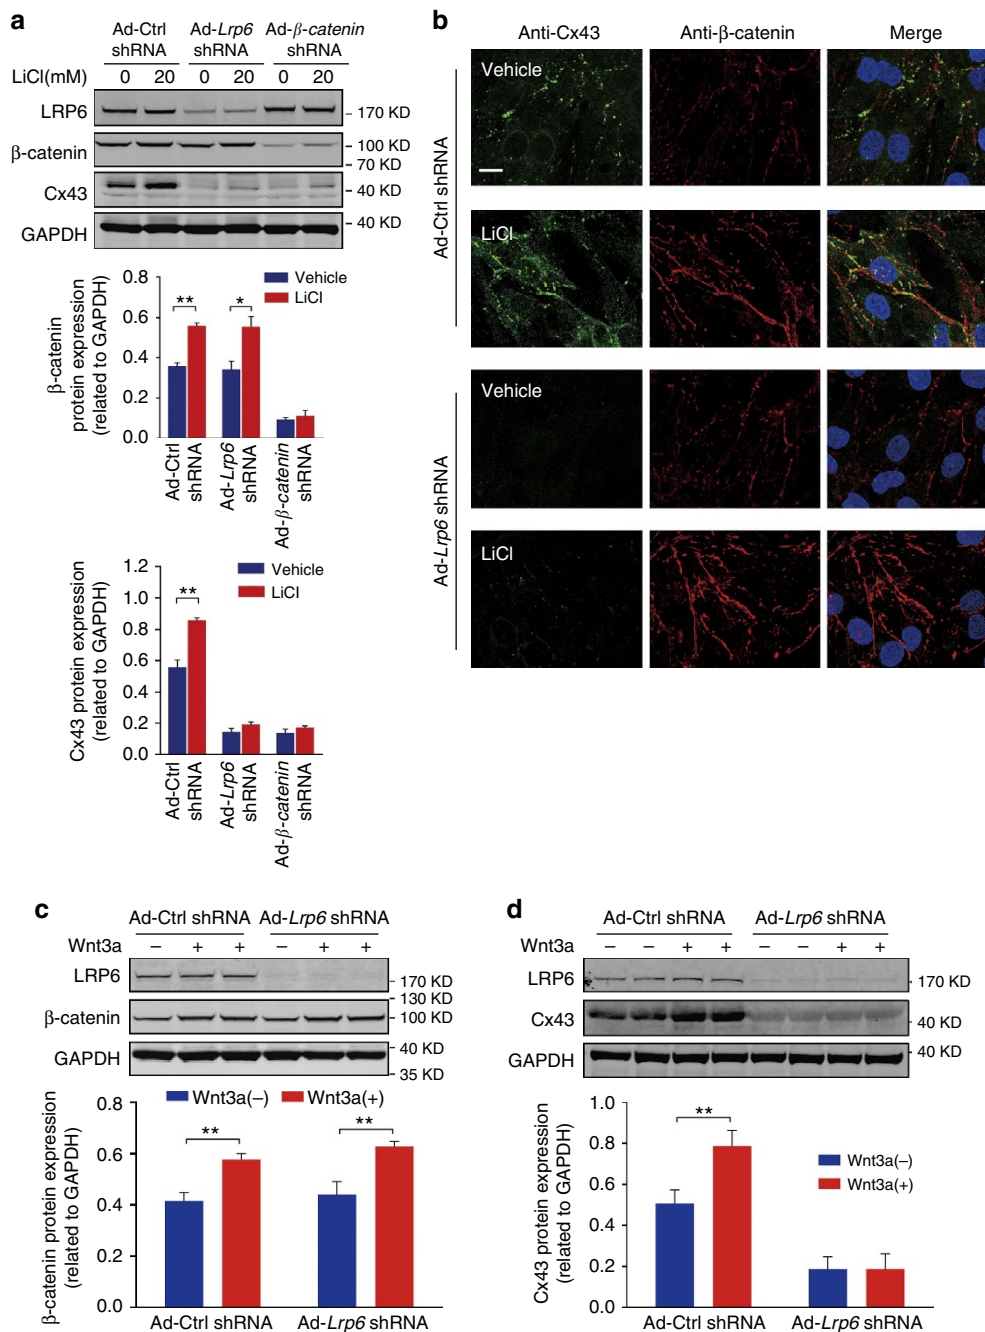 a
Ad-Ctrl shRNA
Ad-Lrp6 shRNA
Ad-β-catenin shRNA
LiCl(mM) 0 20 0 20 0 20
LRP6
170 KD
β-catenin
100 KD
70 KD
Cx43
40 KD
GAPDH
40 KD
Vehicle
LiCl
β-catenin
protein expression
(related to GAPDH)
0.8
0.6
0.4
0.2
0.0
**
*
Ad-Ctrl
shRNA
Ad-Lrp6
shRNA
Ad-β-catenin
shRNA
Vehicle
LiCl
Cx43 protein expression
(related to GAPDH)
1.2
1.0
0.8
0.6
0.4
0.2
0.0
**
Ad-Ctrl
shRNA
Ad-Lrp6
shRNA
Ad-β-catenin
shRNA
b
Anti-Cx43 Anti-β-catenin Merge
Ad-Ctrl shRNA
Vehicle
LiCl
Ad-Lrp6 shRNA
Vehicle
LiCl
c
Ad-Ctrl shRNA Ad-Lrp6 shRNA
Wnt3a − + + − + +
LRP6
170 KD
130 KD
β-catenin
100 KD
GAPDH
40 KD
35 KD
Wnt3a(−) Wnt3a(+)
β-catenin protein expression
(related to GAPDH)
0.8
0.6
0.4
0.2
0.0
**
**
Ad-Ctrl shRNA Ad-Lrp6 shRNA
d
Ad-Ctrl shRNA Ad-Lrp6 shRNA
Wnt3a − − + + − − + +
LRP6
170 KD
Cx43
40 KD
GAPDH
40 KD
Cx43 protein expression
(related to GAPDH)
1.0
0.8
0.6
0.4
0.2
0.0
**
Wnt3a(−)
Wnt3a(+)
Ad-Ctrl shRNA Ad-Lrp6 shRNA